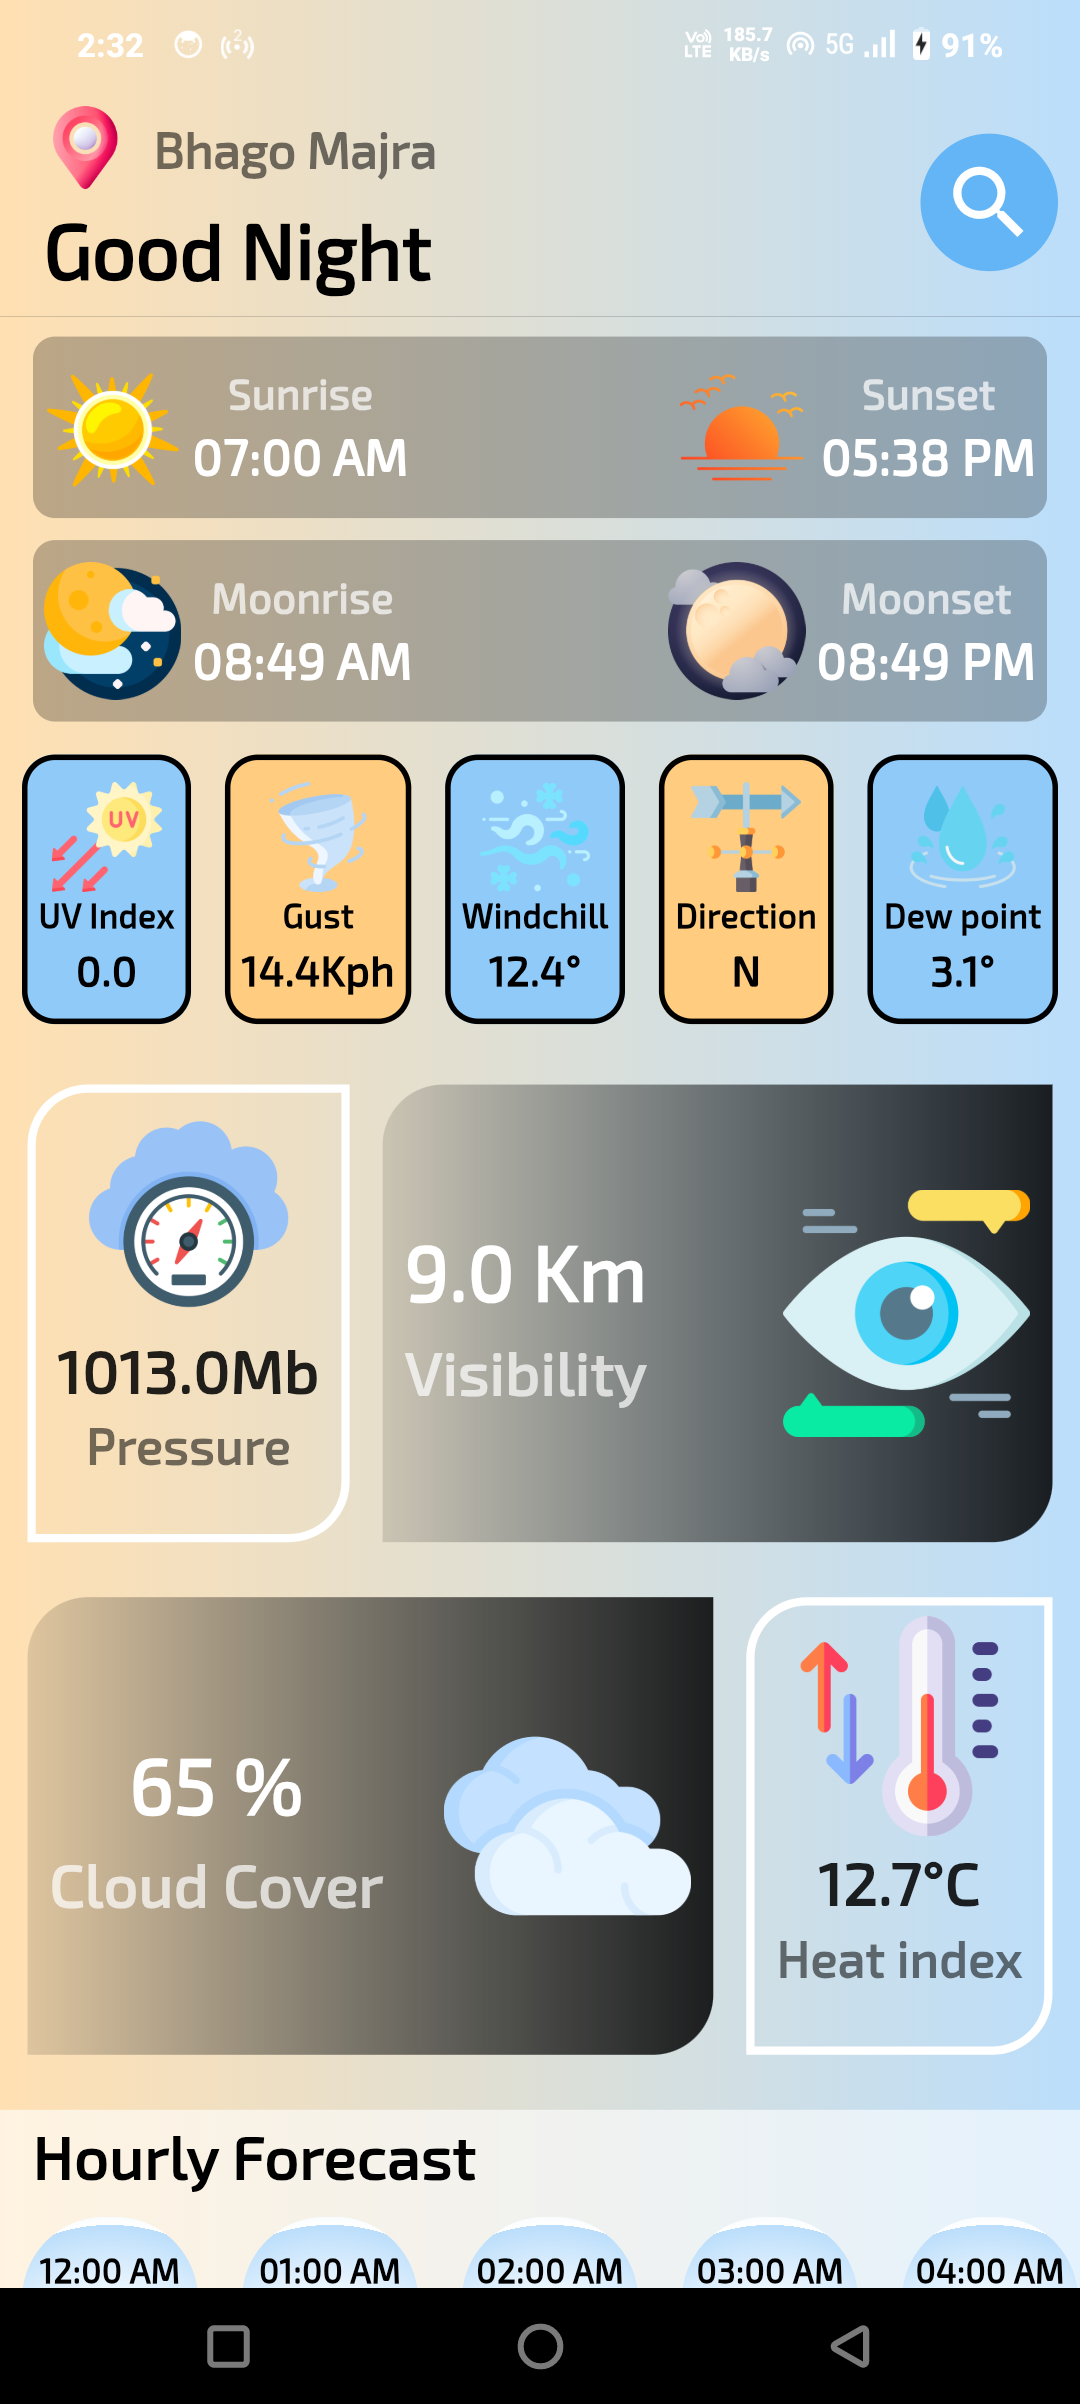 2:32
2
Vo))
LTE
185.7
KB/s
5G
91%
Bhago Majra
Good Night
Sunrise
07:00 AM
Sunset
05:38 PM
Moonrise
08:49 AM
Moonset
08:49 PM
UV
UV Index
0.0
Gust
14.4Kph
Windchill
12.4°
Direction
N
Dew point
3.1°
1013.0Mb
Pressure
9.0 Km
Visibility
65 %
Cloud Cover
12.7°C
Heat index
Hourly Forecast
12:00 AM
01:00 AM
02:00 AM
03:00 AM
04:00 AM